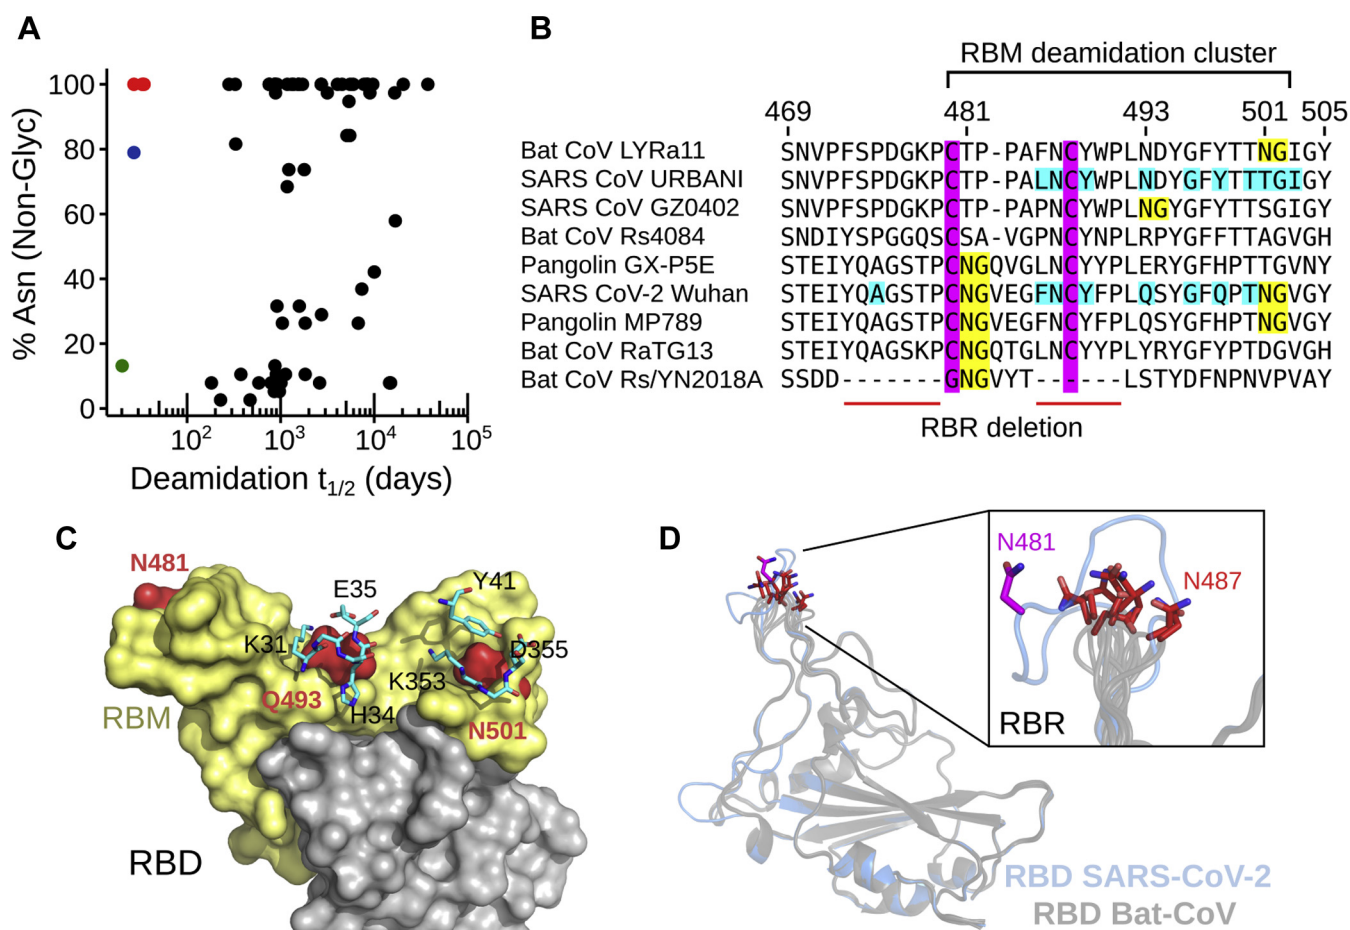 A
% Asn (Non-Glyc)
100
80
60
40
20
0
10² 10³ 10⁴ 10⁵
Deamidation t1/2 (days)
B
RBM deamidation cluster
469 481 493 501 505
Bat CoV LYRa11 SNVPFSPDGKPCTP-PAFNCYWPLNDYGFYTTNGIGY
SARS CoV URBANI SNVPFSPDGKPCTP-PALNCYWPLNDYGFYTTTGIGY
SARS CoV GZ0402 SNVPFSPDGKPCTP-PAPNCYWPLNGYGFYTTSGIGY
Bat CoV Rs4084 SNDIYSPGGQSCSA-VGPNCYNPLRPYGFFTTAGVGH
Pangolin GX-P5E STEIYQAGSTPCNGQVGLNCYYPLERYGFHPTTGVNY
SARS CoV-2 Wuhan STEIYQAGSTPCNGVEGFNCYFPLQSYGFQPTNGVGY
Pangolin MP789 STEIYQAGSTPCNGVEGFNCYFPLQSYGFHPTNGVGY
Bat CoV RaTG13 STEIYQAGSKPCNGQTGLNCYYPLYRYGFYPTDGVGH
Bat CoV Rs/YN2018A SSDD-------GNGVYT------LSTYDFNPNVPVAY
RBR deletion
C
N481
E35
Y41
K31
D355
K353
Q493
H34
N501
RBM
RBD
D
N481
N487
RBR
RBD SARS-CoV-2
RBD Bat-CoV